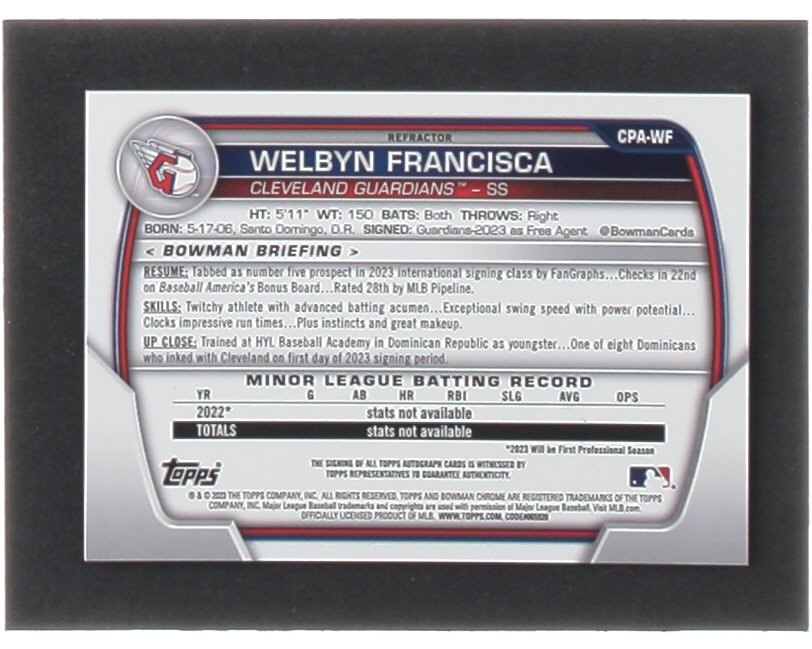 REFRACTOR
CPA-WF
WELBYN FRANCISCA
CLEVELAND GUARDIANS™ – SS
HT: 5'11" WT: 150 BATS: Both THROWS: Right
BORN: 5-17-06, Santo Domingo, D.R. SIGNED: Guardians-2023 as Free Agent @BowmanCards
< BOWMAN BRIEFING >
RESUME: Tabbed as number five prospect in 2023 international signing class by FanGraphs...Checks in 22nd
on Baseball America's Bonus Board...Rated 28th by MLB Pipeline.
SKILLS: Twitchy athlete with advanced batting acumen...Exceptional swing speed with power potential...
Clocks impressive run times...Plus instincts and great makeup.
UP CLOSE: Trained at HYL Baseball Academy in Dominican Republic as youngster...One of eight Dominicans
who inked with Cleveland on first day of 2023 signing period.
MINOR LEAGUE BATTING RECORD
YR G AB HR RBI SLG AVG OPS
2022* stats not available
TOTALS stats not available
*2023 Will be First Professional Season
topps
THE SIGNING OF ALL TOPPS AUTOGRAPH CARDS IS WITNESSED BY
TOPPS REPRESENTATIVES TO GUARANTEE AUTHENTICITY.
® & © 2023 THE TOPPS COMPANY, INC. ALL RIGHTS RESERVED. TOPPS AND BOWMAN CHROME ARE REGISTERED TRADEMARKS OF THE TOPPS
COMPANY, INC. Major League Baseball trademarks and copyrights are used with permission of Major League Baseball. Visit MLB.com.
OFFICIALLY LICENSED PRODUCT OF MLB. WWW.TOPPS.COM.